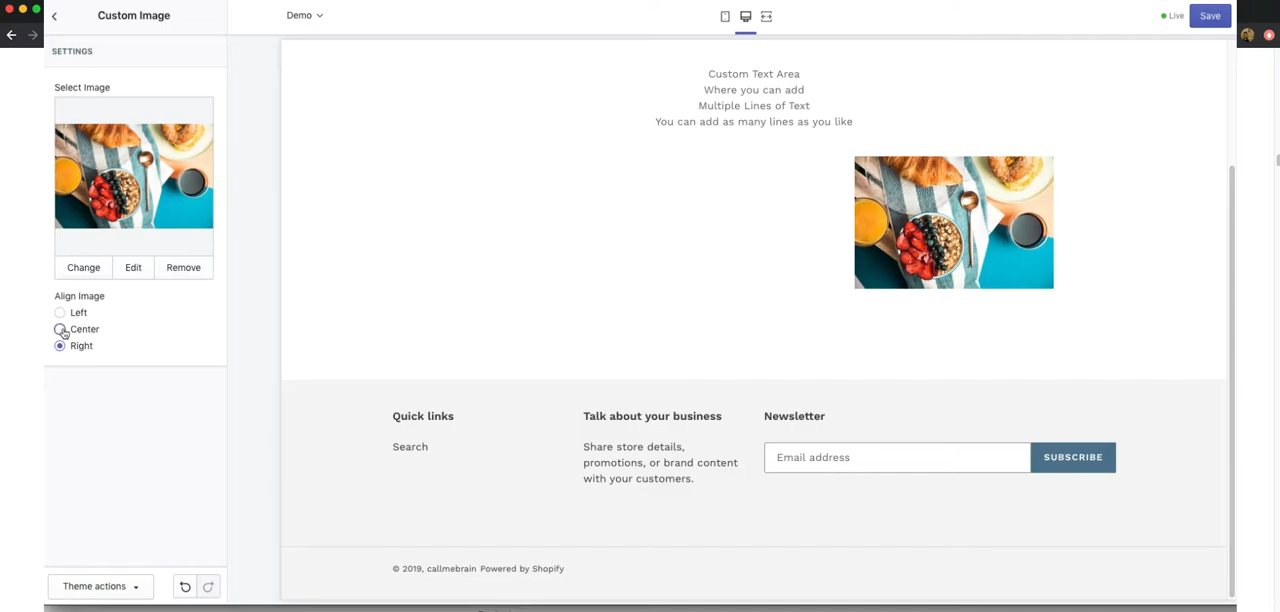 Custom Image
Demo
Live
Save
SETTINGS
Select Image
Change
Edit
Remove
Align Image
Left
Center
Right
Theme actions
Custom Text Area
Where you can add
Multiple Lines of Text
You can add as many lines as you like
Quick links
Search
Talk about your business
Share store details,
promotions, or brand content
with your customers.
Newsletter
Email address
SUBSCRIBE
© 2019, callmebrain Powered by Shopify